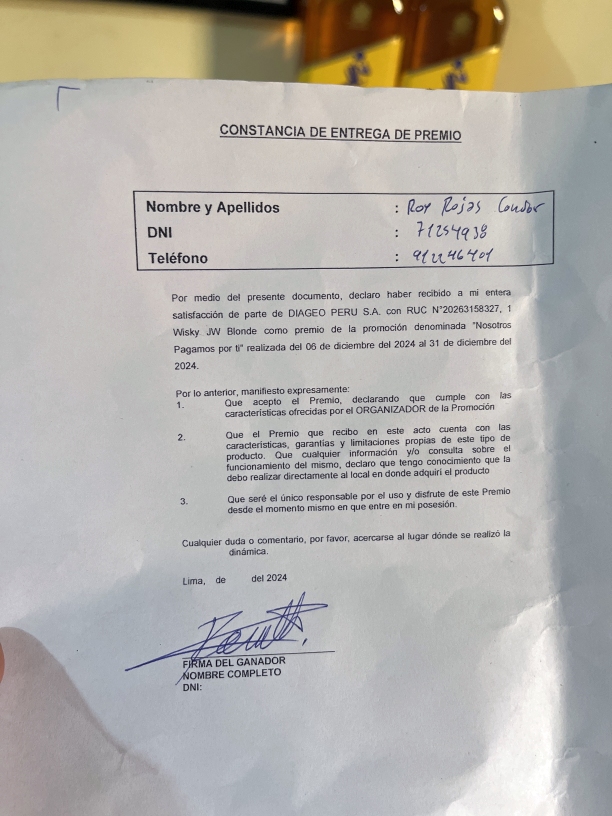 CONSTANCIA DE ENTREGA DE PREMIO
Nombre y Apellidos : Roy Rojas Condor
DNI : 71254938
Teléfono : 912246401
Por medio del presente documento, declaro haber recibido a mi entera
satisfacción de parte de DIAGEO PERU S.A. con RUC N°20263158327, 1
Wisky JW Blonde como premio de la promoción denominada "Nosotros
Pagamos por ti" realizada del 06 de diciembre del 2024 al 31 de diciembre del
2024.
Por lo anterior, manifiesto expresamente:
1. Que acepto el Premio, declarando que cumple con las
características ofrecidas por el ORGANIZADOR de la Promoción
2. Que el Premio que recibo en este acto cuenta con las
características, garantías y limitaciones propias de este tipo de
producto. Que cualquier información y/o consulta sobre el
funcionamiento del mismo, declaro que tengo conocimiento que la
debo realizar directamente al local en donde adquirí el producto
3. Que seré el único responsable por el uso y disfrute de este Premio
desde el momento mismo en que entre en mi posesión.
Cualquier duda o comentario, por favor, acercarse al lugar dónde se realizó la
dinámica.
Lima, de del 2024
FIRMA DEL GANADOR
NOMBRE COMPLETO
DNI: